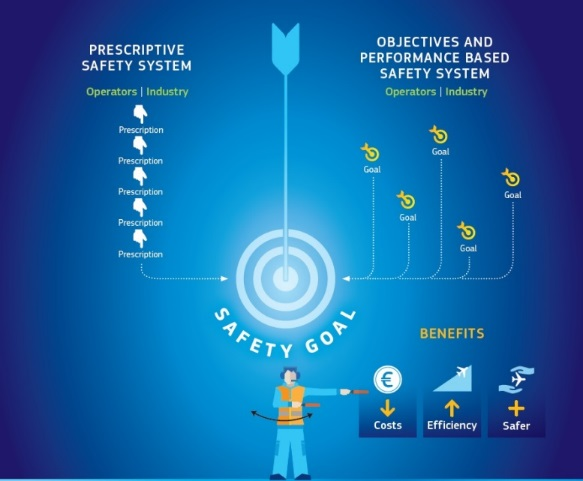 PRESCRIPTIVE
SAFETY SYSTEM
Operators | Industry
Prescription
Prescription
Prescription
Prescription
Prescription
OBJECTIVES AND
PERFORMANCE BASED
SAFETY SYSTEM
Operators | Industry
Goal
Goal
Goal
Goal
Goal
SAFETY GOAL
BENEFITS
€
Costs
Efficiency
Safer